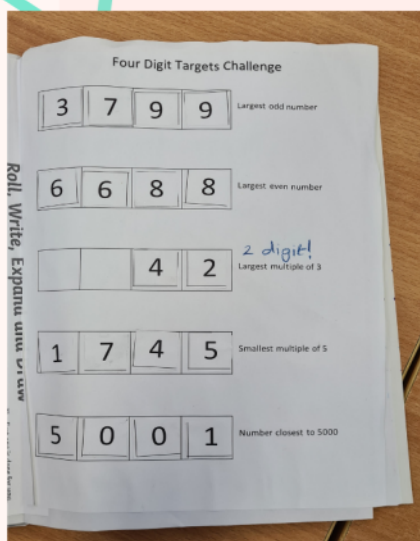 Four Digit Targets Challenge
3 7 9 9 Largest odd number
6 6 8 8 Largest even number
2 digit!
4 2 Largest multiple of 3
1 7 4 5 Smallest multiple of 5
5 0 0 1 Number closest to 5000
Roll, Write, Expand and Draw